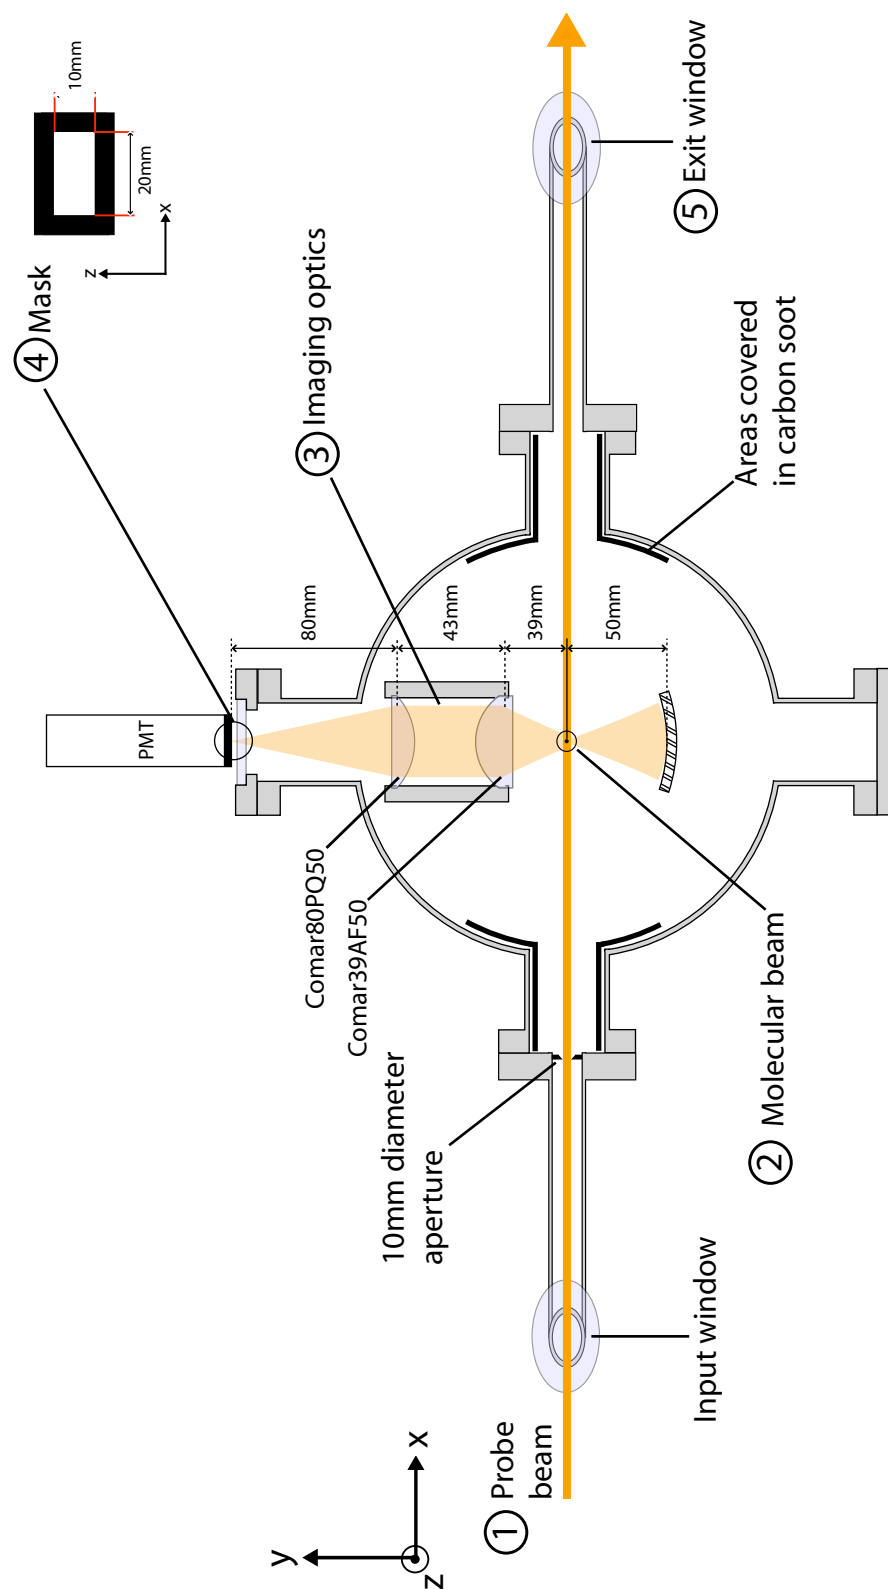 10mm
20mm
x
z
④ Mask
PMT
③ Imaging optics
⑤ Exit window
80mm
43mm
39mm
50mm
Areas covered
in carbon soot
Comar80PQ50
Comar39AF50
10mm diameter
aperture
② Molecular beam
Input window
① Probe
beam
y
x
z